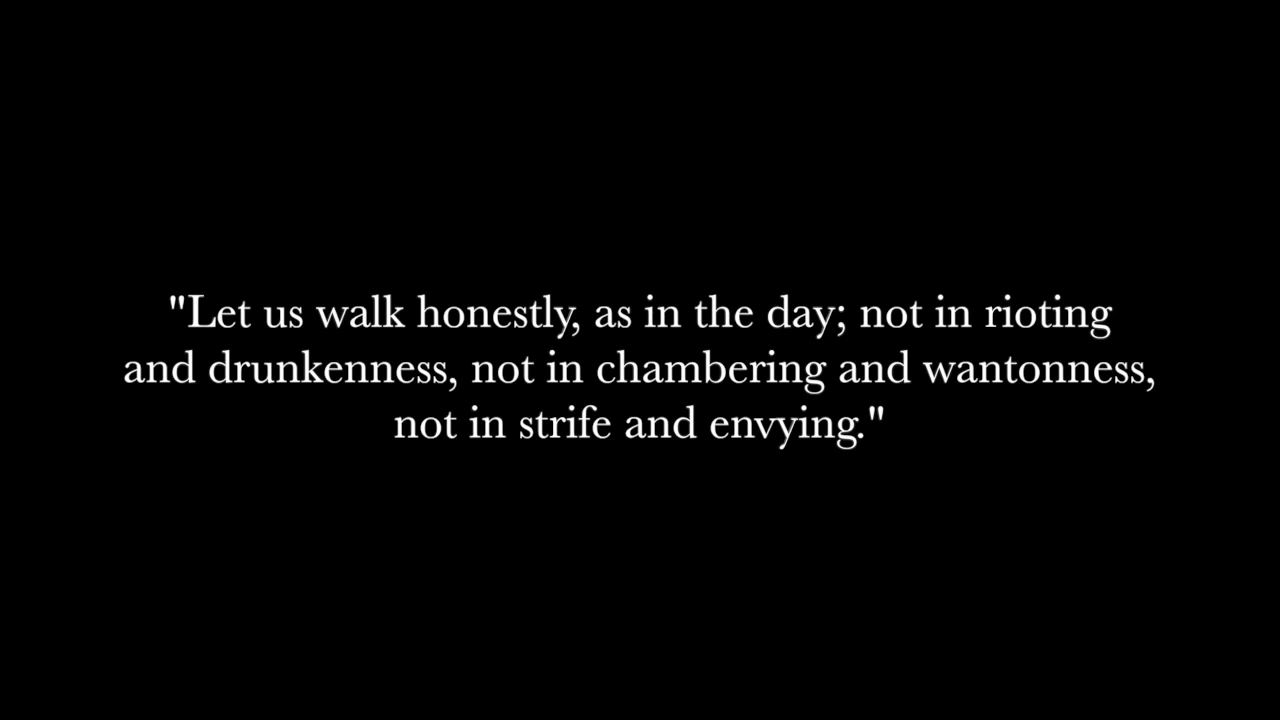 "Let us walk honestly, as in the day; not in rioting
and drunkenness, not in chambering and wantonness,
not in strife and envying."